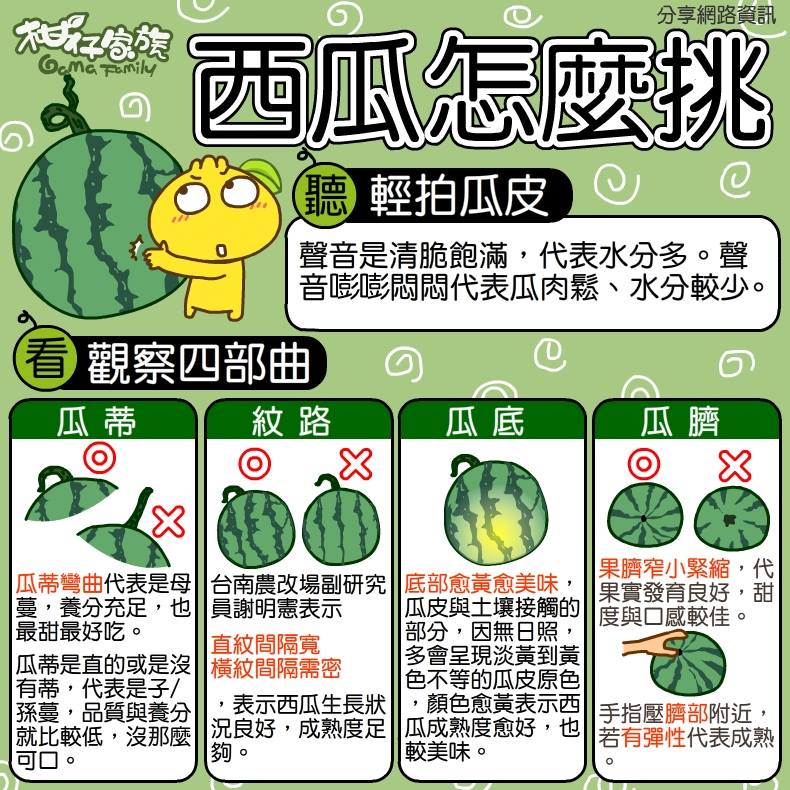 分享網路資訊
柑仔家族
Gama Family
西瓜怎麼挑
聽 輕拍瓜皮
聲音是清脆飽滿，代表水分多。聲
音嘭嘭悶悶代表瓜肉鬆、水分較少。
看 觀察四部曲
瓜蒂
瓜蒂彎曲代表是母
蔓，養分充足，也
最甜最好吃。
瓜蒂是直的或是沒
有蒂，代表是子/
孫蔓，品質與養分
就比較低，沒那麼
可口。
紋路
台南農改場副研究
員謝明憲表示
直紋間隔寬
橫紋間隔需密
，表示西瓜生長狀
況良好，成熟度足
夠。
瓜底
底部愈黃愈美味，
瓜皮與土壤接觸的
部分，因無日照，
多會呈現淡黃到黃
色不等的瓜皮原色
，顏色愈黃表示西
瓜成熟度愈好，也
較美味。
瓜臍
果臍窄小緊縮，代
果實發育良好，甜
度與口感較佳。
手指壓臍部附近，
若有彈性代表成熟
。